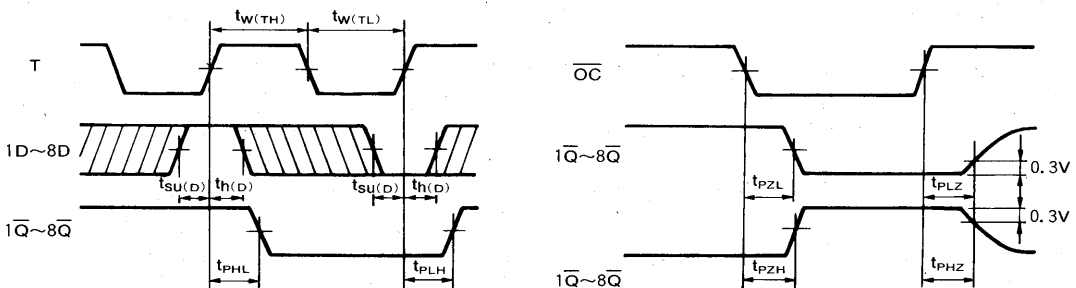 tW(TH) tW(TL)
T
1D~8D
tsu(D) th(D) tsu(D) th(D)
1Q̅~8Q̅
tPHL tPLH
O̅C̅
1Q̅~8Q̅
tPZL tPLZ 0.3V
0.3V
tPZH tPHZ
1Q̅~8Q̅